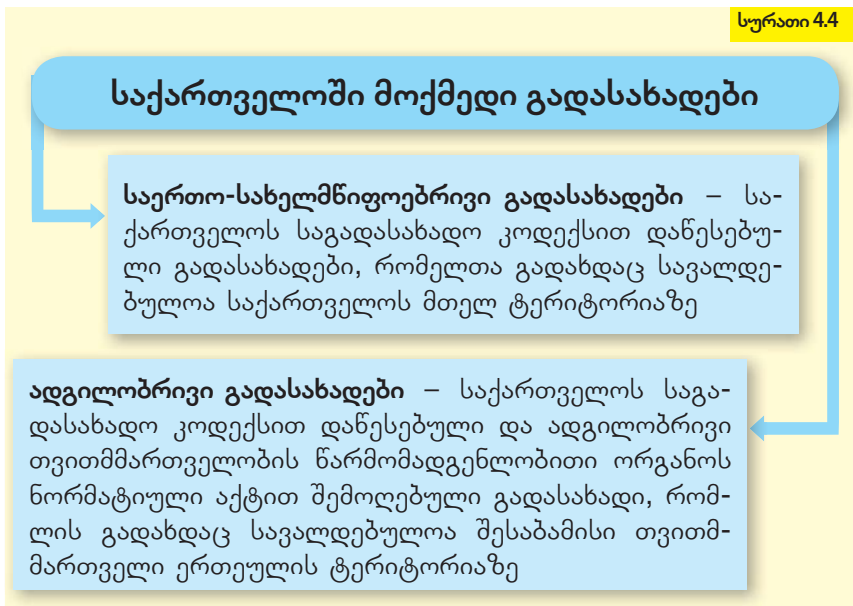 სურათი 4.4
საქართველოში მოქმედი გადასახადები
საერთო-სახელმწიფოებრივი გადასახადები – სა-
ქართველოს საგადასახადო კოდექსით დაწესებუ-
ლი გადასახადები, რომელთა გადახდაც სავალდე-
ბულოა საქართველოს მთელ ტერიტორიაზე
ადგილობრივი გადასახადები – საქართველოს საგა-
დასახადო კოდექსით დაწესებული და ადგილობრივი
თვითმმართველობის წარმომადგენლობითი ორგანოს
ნორმატიული აქტით შემოღებული გადასახადი, რომ-
ლის გადახდაც სავალდებულოა შესაბამისი თვითმ-
მართველი ერთეულის ტერიტორიაზე